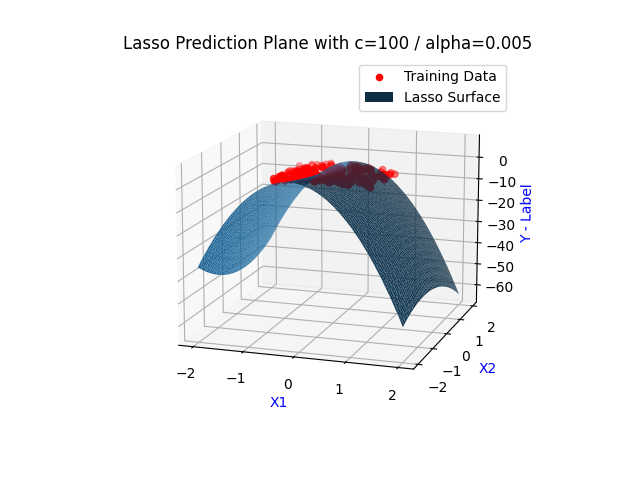 Lasso Prediction Plane with c=100 / alpha=0.005
Training Data
Lasso Surface
0
−10
−20
−30
−40
−50
−60
Y - Label
−2
−1
0
1
2
X1
−2
−1
0
1
2
X2